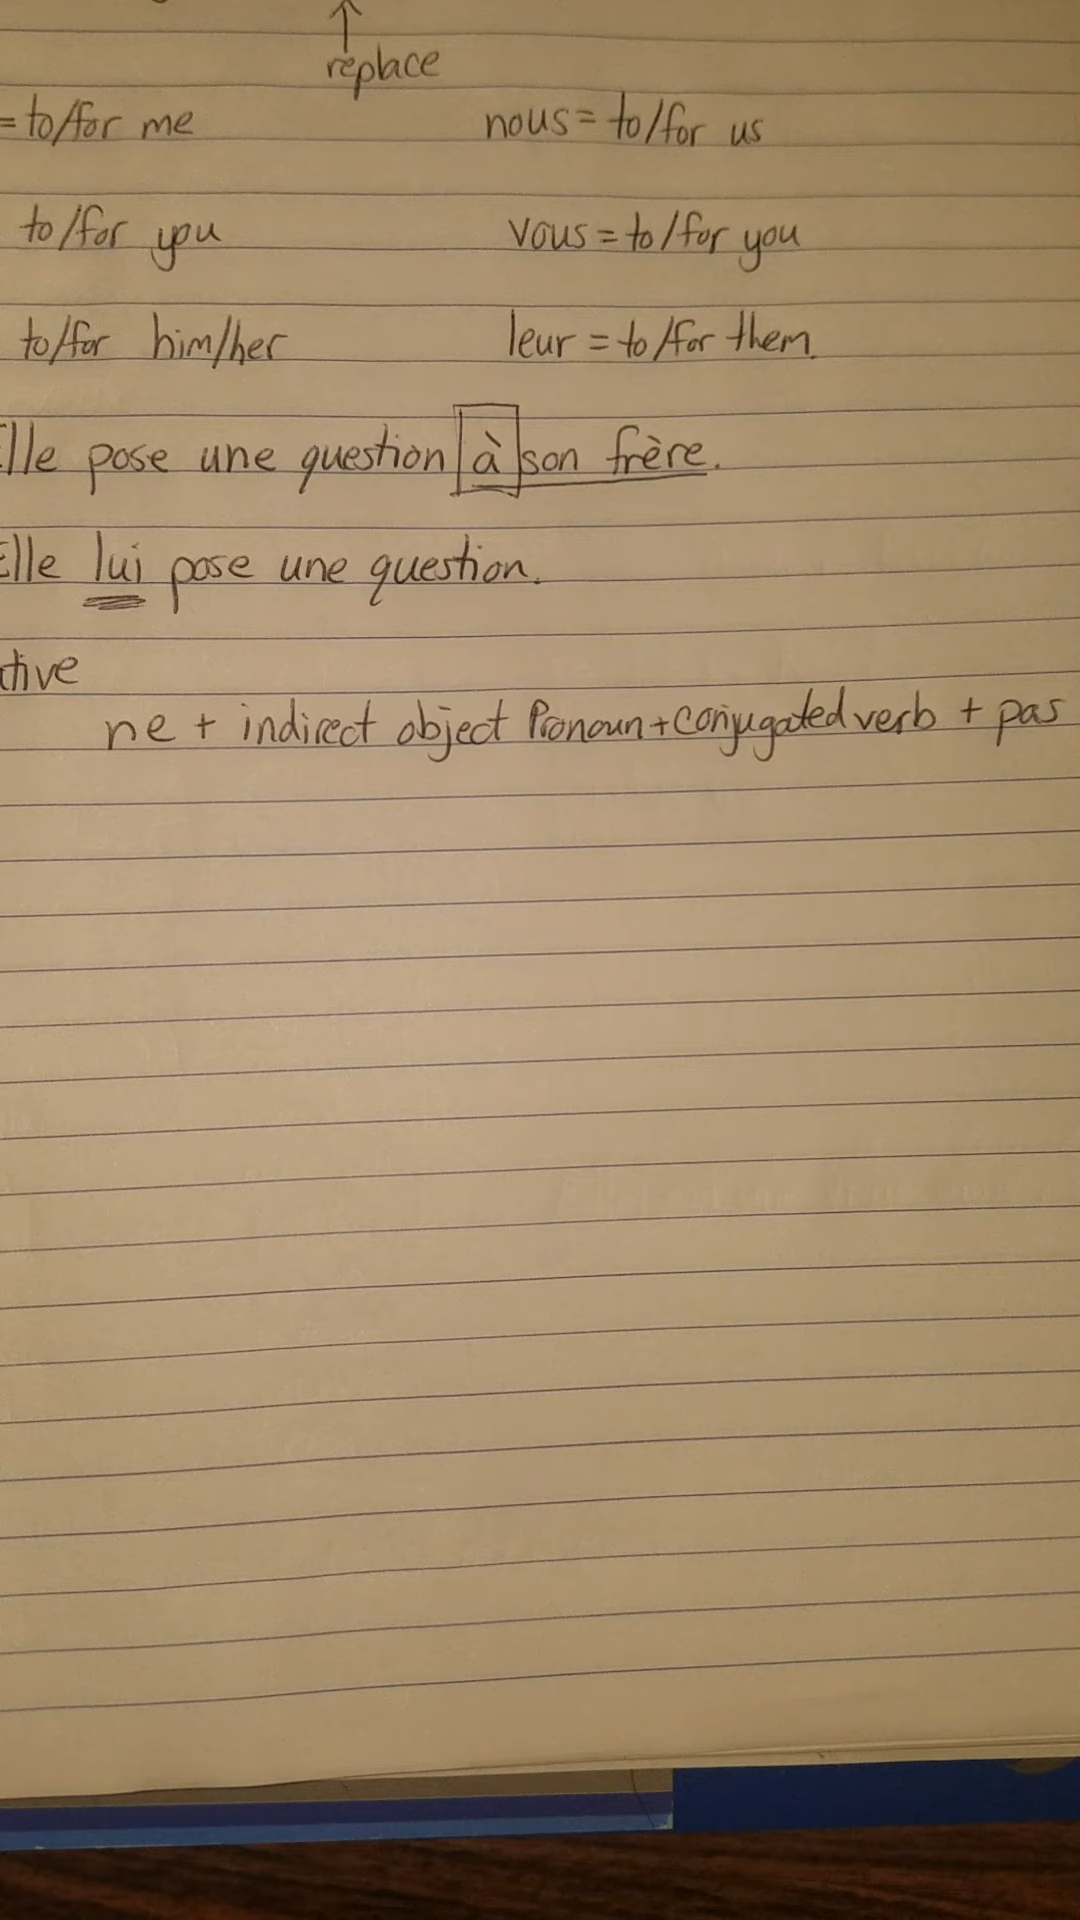 replace
= to/for me nous = to/for us
to/for you vous = to/for you
to/for him/her leur = to/for them
Elle pose une question à son frère.
Elle lui pose une question.
tive
ne + indirect object Pronoun + conjugated verb + pas